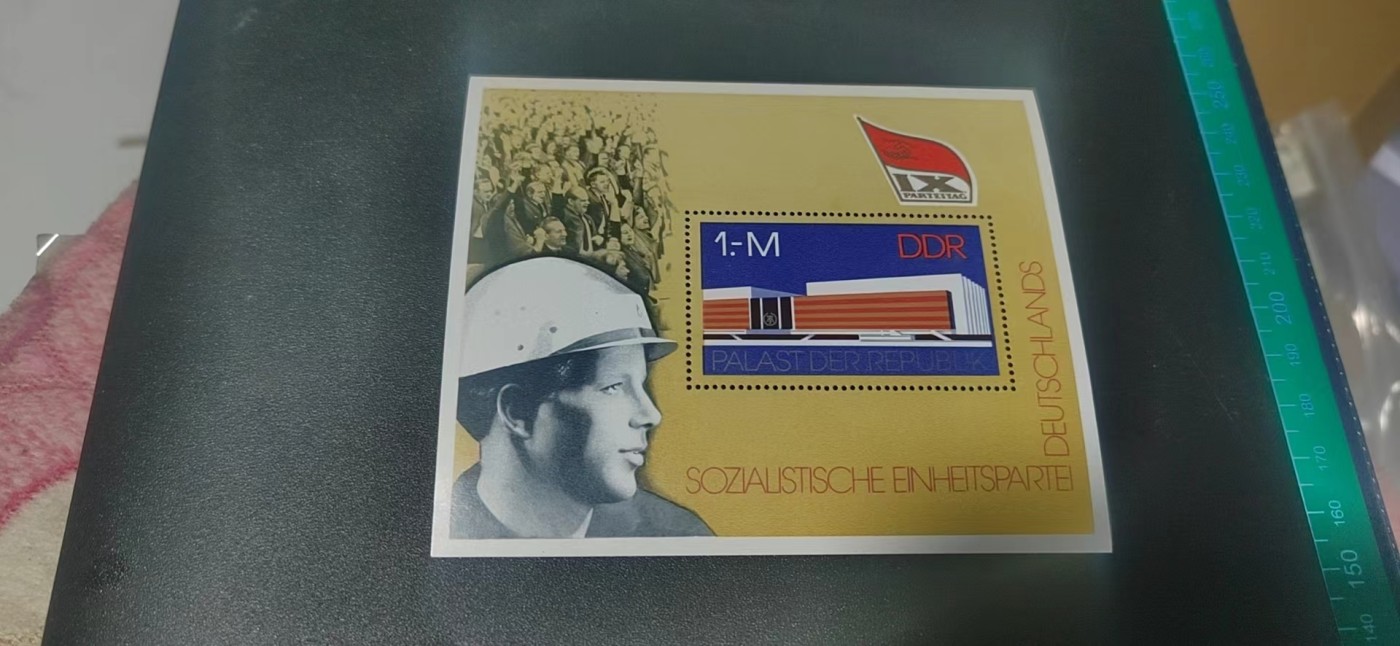 IX
PARTEITAG
1.-M DDR
PALAST DER REPUBLIK
SOZIALISTISCHE EINHEITSPARTEI
DEUTSCHLANDS
250
240
230
220
210
200
190
180
170
160
150
140